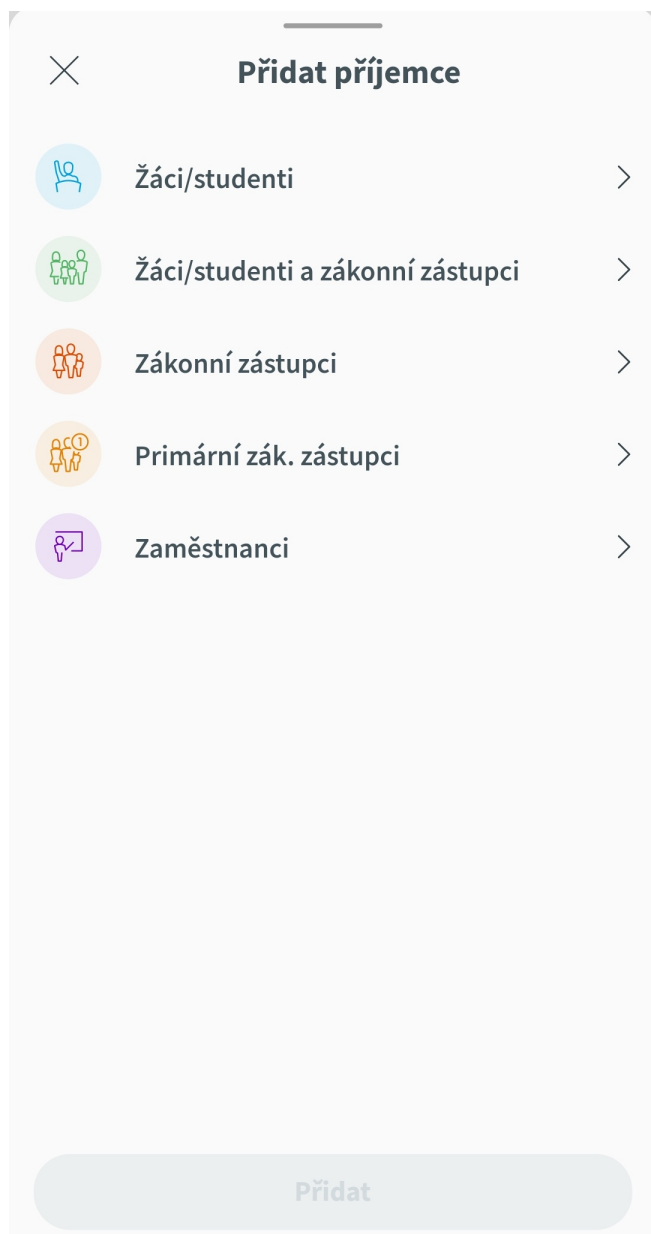 Přidat příjemce
Žáci/studenti
Žáci/studenti a zákonní zástupci
Zákonní zástupci
Primární zák. zástupci
Zaměstnanci
Přidat